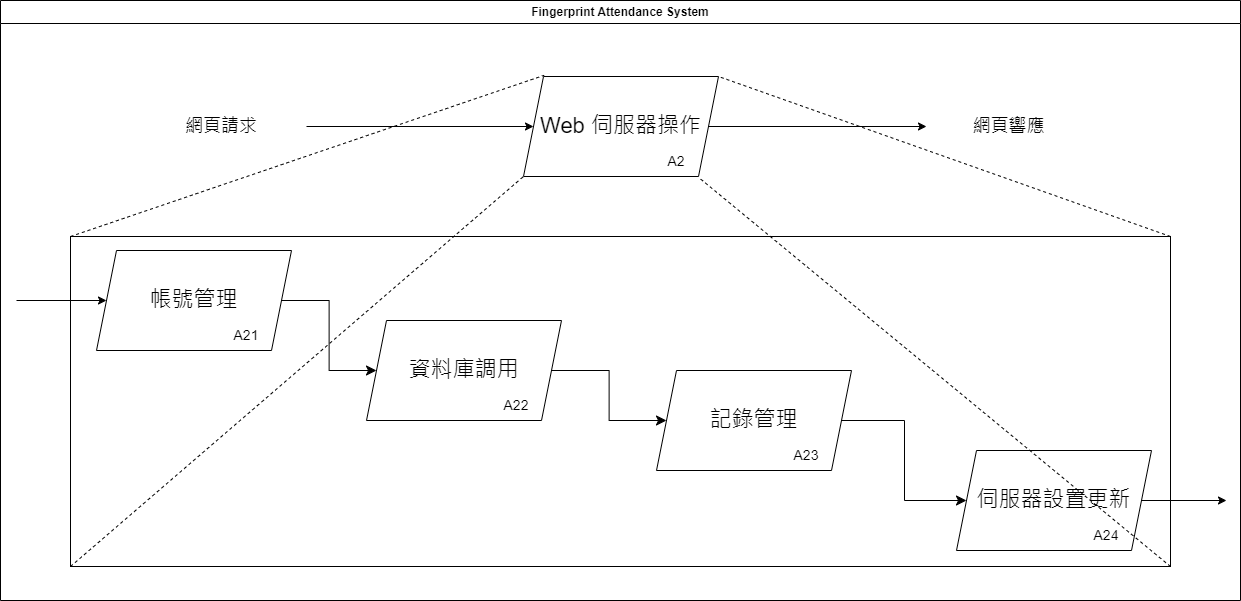 Fingerprint Attendance System
網頁請求
Web 伺服器操作
A2
網頁響應
帳號管理
A21
資料庫調用
A22
記錄管理
A23
伺服器設置更新
A24